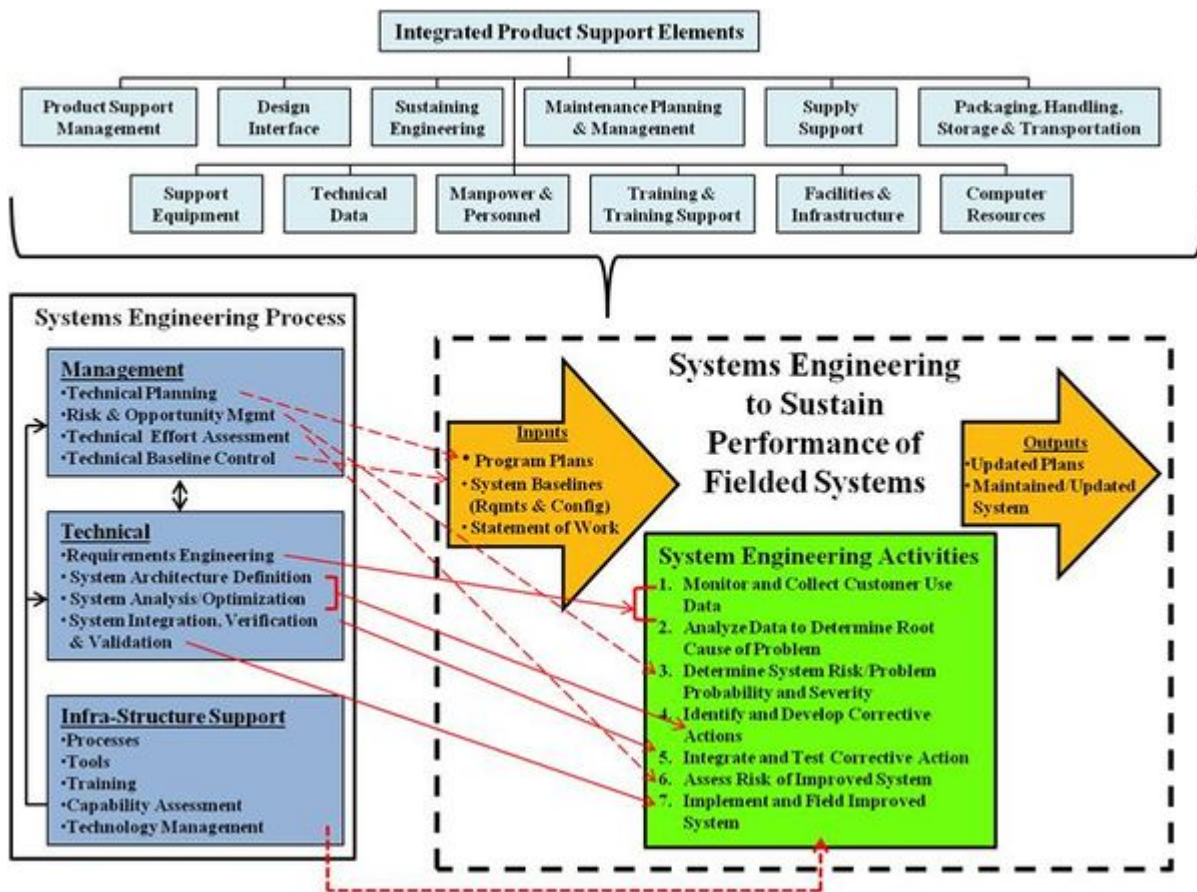 Integrated Product Support Elements
Product Support
Management
Design
Interface
Sustaining
Engineering
Maintenance Planning
& Management
Supply
Support
Packaging, Handling,
Storage & Transportation
Support
Equipment
Technical
Data
Manpower &
Personnel
Training &
Training Support
Facilities &
Infrastructure
Computer
Resources
Systems Engineering Process
Management
•Technical Planning
•Risk & Opportunity Mgmt
•Technical Effort Assessment
•Technical Baseline Control
Technical
•Requirements Engineering
•System Architecture Definition
•System Analysis/Optimization
•System Integration, Verification
& Validation
Infra-Structure Support
•Processes
•Tools
•Training
•Capability Assessment
•Technology Management
Systems Engineering
to Sustain
Performance of
Fielded Systems
Inputs
• Program Plans
• System Baselines
(Rqmts & Config)
• Statement of Work
Outputs
•Updated Plans
•Maintained/Updated
System
System Engineering Activities
1. Monitor and Collect Customer Use
Data
2. Analyze Data to Determine Root
Cause of Problem
3. Determine System Risk/Problem
Probability and Severity
4. Identify and Develop Corrective
Actions
5. Integrate and Test Corrective Action
6. Assess Risk of Improved System
7. Implement and Field Improved
System